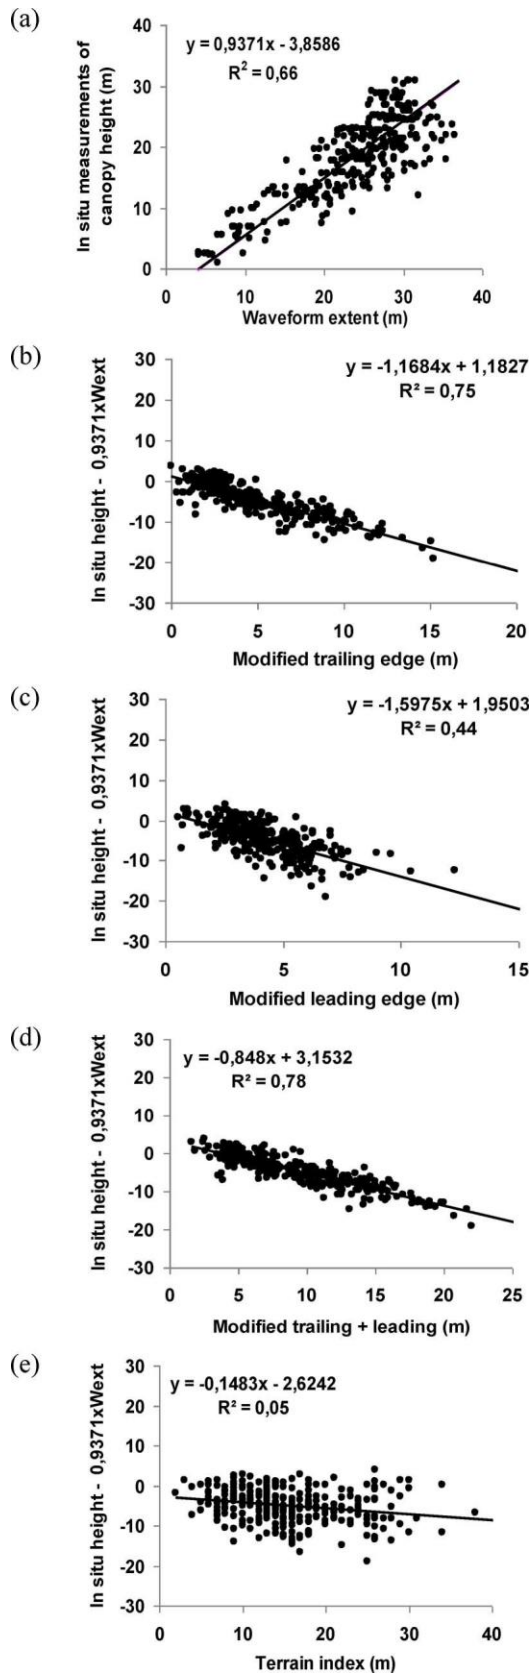 (a)
In situ measurements of
canopy height (m)
y = 0,9371x - 3,8586
R² = 0,66
40
30
20
10
0
0 10 20 30 40
Waveform extent (m)
(b)
In situ height - 0,9371xWext
y = -1,1684x + 1,1827
R² = 0,75
30
20
10
0
-10
-20
-30
0 5 10 15 20
Modified trailing edge (m)
(c)
In situ height - 0,9371xWext
y = -1,5975x + 1,9503
R² = 0,44
30
20
10
0
-10
-20
-30
0 5 10 15
Modified leading edge (m)
(d)
In situ height - 0,9371xWext
y = -0,848x + 3,1532
R² = 0,78
30
20
10
0
-10
-20
-30
0 5 10 15 20 25
Modified trailing + leading (m)
(e)
In situ height - 0,9371xWext
y = -0,1483x - 2,6242
R² = 0,05
30
20
10
0
-10
-20
-30
0 10 20 30 40
Terrain index (m)